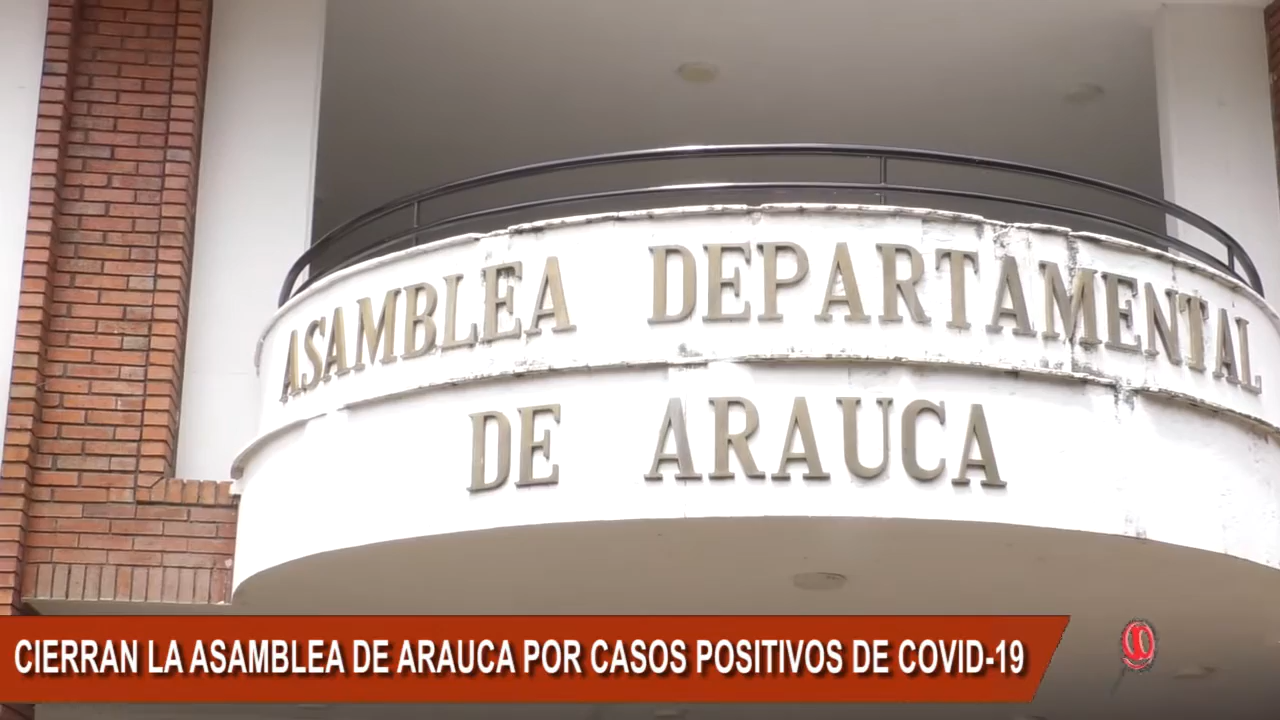 ASAMBLEA DEPARTAMENTAL
DE ARAUCA
CIERRAN LA ASAMBLEA DE ARAUCA POR CASOS POSITIVOS DE COVID-19